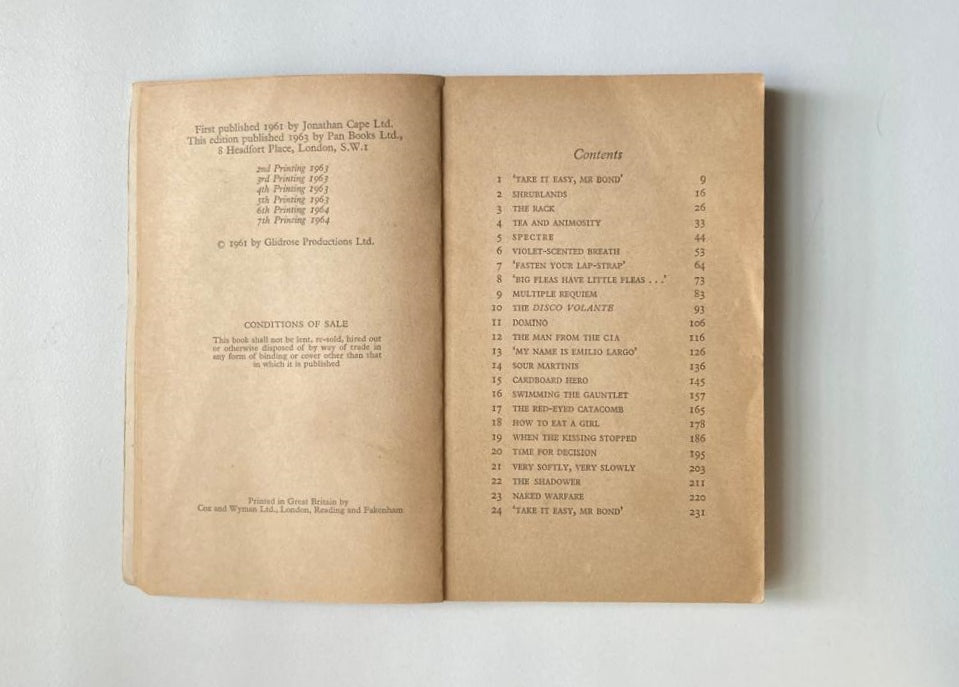 First published 1961 by Jonathan Cape Ltd.
This edition published 1963 by Pan Books Ltd.,
8 Headfort Place, London, S.W.1
2nd Printing 1963
3rd Printing 1963
4th Printing 1963
5th Printing 1963
6th Printing 1964
7th Printing 1964
© 1961 by Glidrose Productions Ltd.
CONDITIONS OF SALE
This book shall not be lent, re-sold, hired out
or otherwise disposed of by way of trade in
any form of binding or cover other than that
in which it is published
Printed in Great Britain by
Cox and Wyman Ltd., London, Reading and Fakenham
Contents
1 ‘TAKE IT EASY, MR BOND’ 9
2 SHRUBLANDS 16
3 THE RACK 26
4 TEA AND ANIMOSITY 33
5 SPECTRE 44
6 VIOLET-SCENTED BREATH 53
7 ‘FASTEN YOUR LAP-STRAP’ 64
8 ‘BIG FLEAS HAVE LITTLE FLEAS . . .’ 73
9 MULTIPLE REQUIEM 83
10 THE DISCO VOLANTE 93
11 DOMINO 106
12 THE MAN FROM THE CIA 116
13 ‘MY NAME IS EMILIO LARGO’ 126
14 SOUR MARTINIS 136
15 CARDBOARD HERO 145
16 SWIMMING THE GAUNTLET 157
17 THE RED-EYED CATACOMB 165
18 HOW TO EAT A GIRL 178
19 WHEN THE KISSING STOPPED 186
20 TIME FOR DECISION 195
21 VERY SOFTLY, VERY SLOWLY 203
22 THE SHADOWER 211
23 NAKED WARFARE 220
24 ‘TAKE IT EASY, MR BOND’ 231